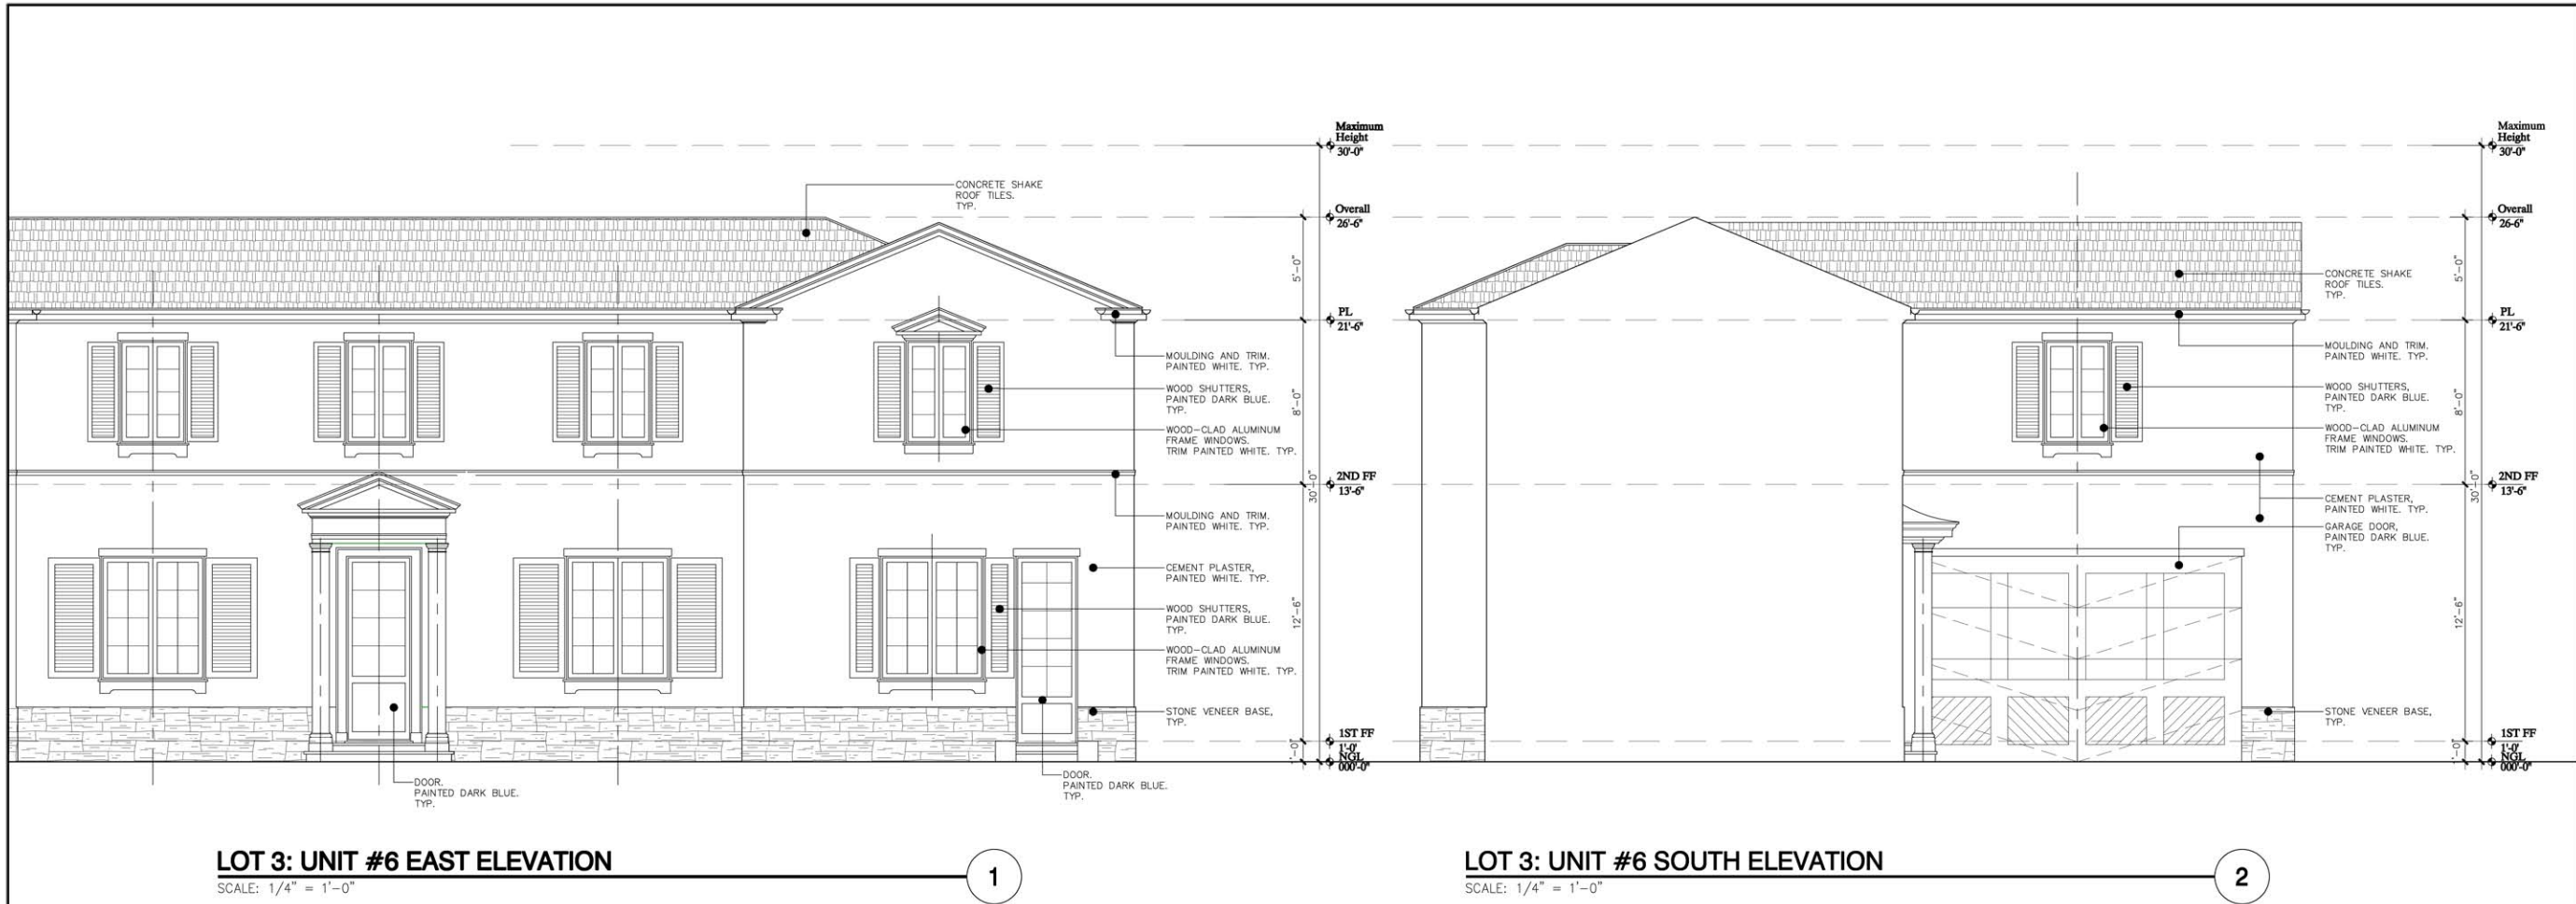 Maximum
Height
30'-0"
CONCRETE SHAKE
ROOF TILES.
TYP.
Overall
26'-6"
5'-0"
PL
21'-6"
MOULDING AND TRIM.
PAINTED WHITE. TYP.
WOOD SHUTTERS,
PAINTED DARK BLUE.
TYP.
8'-0"
WOOD-CLAD ALUMINUM
FRAME WINDOWS.
TRIM PAINTED WHITE. TYP.
2ND FF
13'-6"
30'-0"
MOULDING AND TRIM.
PAINTED WHITE. TYP.
CEMENT PLASTER,
PAINTED WHITE. TYP.
WOOD SHUTTERS,
PAINTED DARK BLUE.
TYP.
12'-6"
WOOD-CLAD ALUMINUM
FRAME WINDOWS.
TRIM PAINTED WHITE. TYP.
STONE VENEER BASE,
TYP.
1ST FF
1'-0'
NGL
000'-0"
DOOR.
PAINTED DARK BLUE.
TYP.
DOOR.
PAINTED DARK BLUE.
TYP.
LOT 3: UNIT #6 EAST ELEVATION
SCALE: 1/4" = 1'-0"
1
Maximum
Height
30'-0"
Overall
26-6"
CONCRETE SHAKE
ROOF TILES.
TYP.
5'-0"
PL
21'-6"
MOULDING AND TRIM.
PAINTED WHITE. TYP.
WOOD SHUTTERS,
PAINTED DARK BLUE.
TYP.
8'-0"
WOOD-CLAD ALUMINUM
FRAME WINDOWS.
TRIM PAINTED WHITE. TYP.
2ND FF
13'-6"
30'-0"
CEMENT PLASTER,
PAINTED WHITE. TYP.
GARAGE DOOR,
PAINTED DARK BLUE.
TYP.
12'-6"
STONE VENEER BASE,
TYP.
1ST FF
1'-0'
NGL
000'-0"
LOT 3: UNIT #6 SOUTH ELEVATION
SCALE: 1/4" = 1'-0"
2